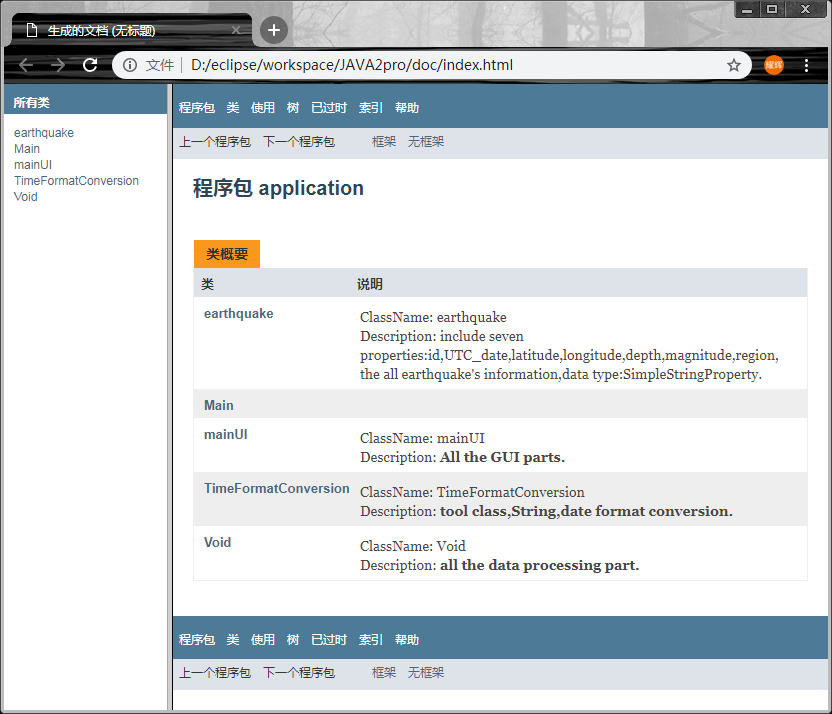 生成的文档 (无标题)
文件 D:/eclipse/workspace/JAVA2pro/doc/index.html
所有类
earthquake
Main
mainUI
TimeFormatConversion
Void
程序包 类 使用 树 已过时 索引 帮助
上一个程序包 下一个程序包 框架 无框架
程序包 application
类概要
类 说明
earthquake ClassName: earthquake
Description: include seven
properties:id,UTC_date,latitude,longitude,depth,magnitude,region,
the all earthquake's information,data type:SimpleStringProperty.
Main
mainUI ClassName: mainUI
Description: All the GUI parts.
TimeFormatConversion ClassName: TimeFormatConversion
Description: tool class,String,date format conversion.
Void ClassName: Void
Description: all the data processing part.
程序包 类 使用 树 已过时 索引 帮助
上一个程序包 下一个程序包 框架 无框架